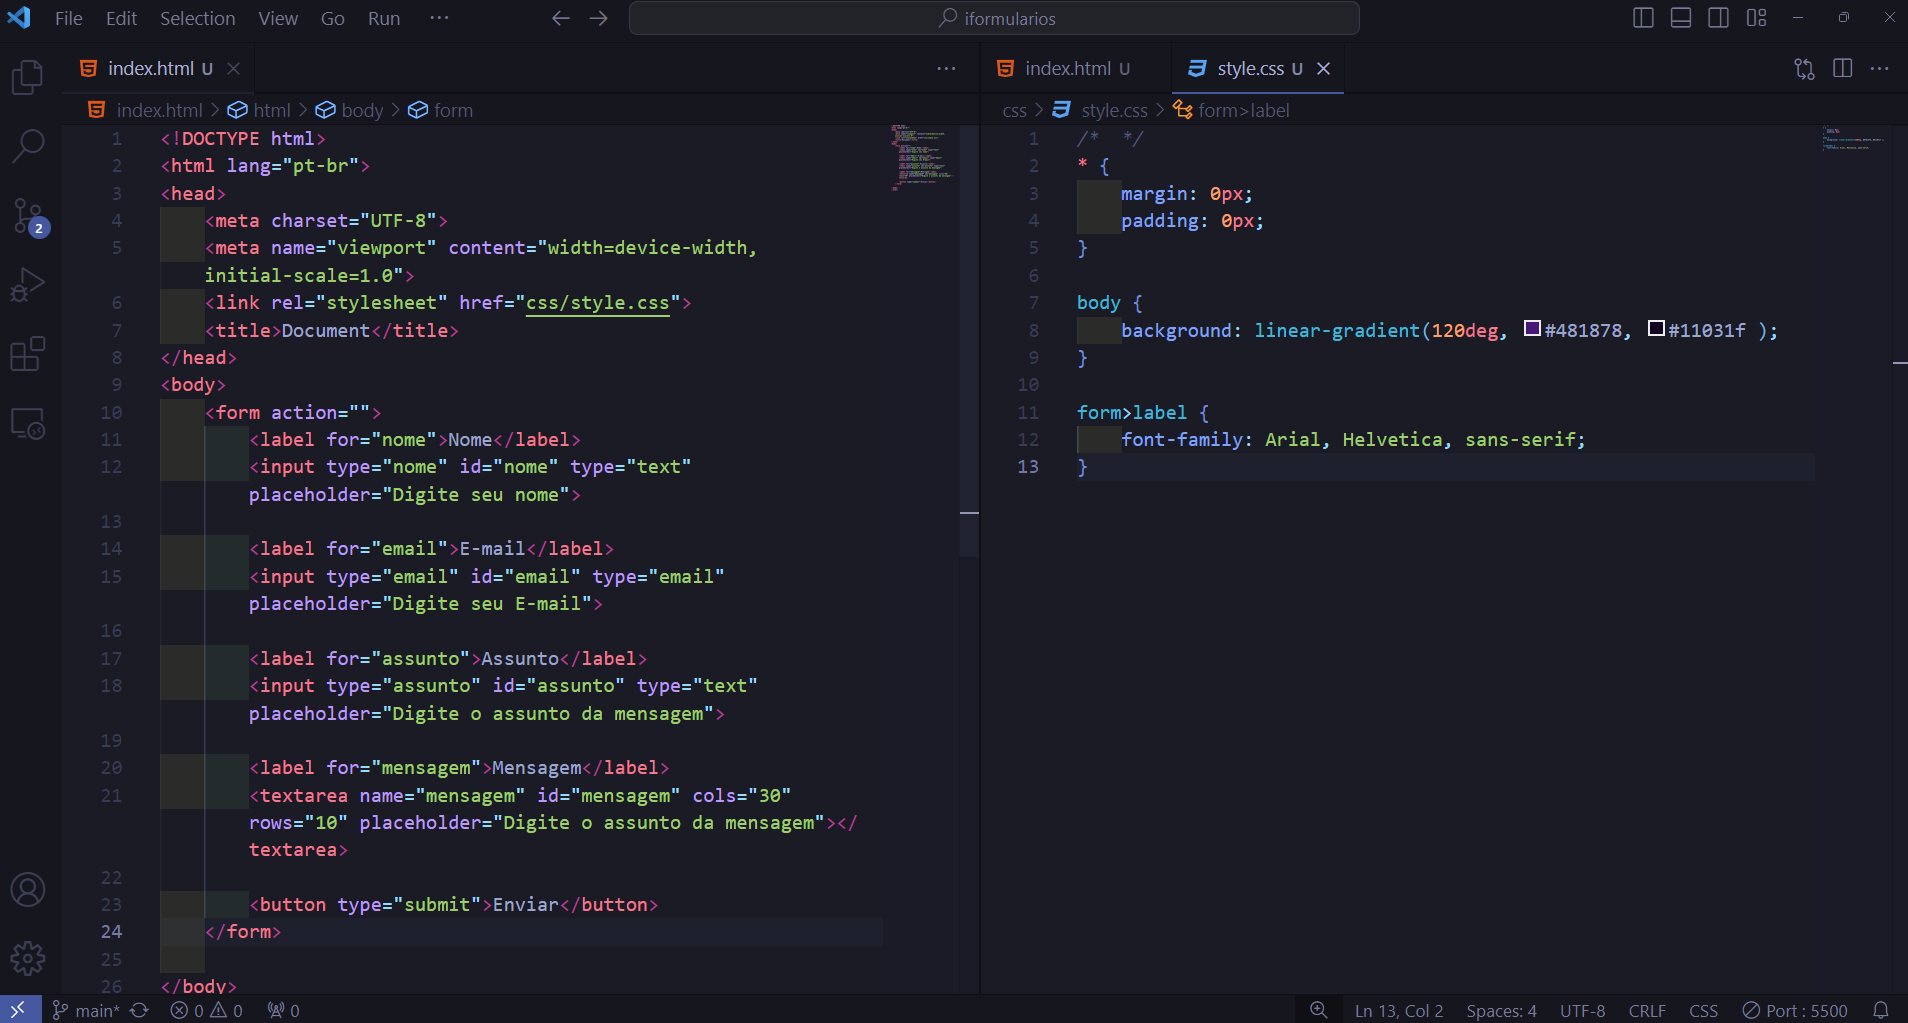 File Edit Selection View Go Run ··· iformularios
index.html U ···
index.html > html > body > form
1 <!DOCTYPE html>
2 <html lang="pt-br">
3 <head>
4 <meta charset="UTF-8">
5 <meta name="viewport" content="width=device-width,
initial-scale=1.0">
6 <link rel="stylesheet" href="css/style.css">
7 <title>Document</title>
8 </head>
9 <body>
10 <form action="">
11 <label for="nome">Nome</label>
12 <input type="nome" id="nome" type="text"
placeholder="Digite seu nome">
13
14 <label for="email">E-mail</label>
15 <input type="email" id="email" type="email"
placeholder="Digite seu E-mail">
16
17 <label for="assunto">Assunto</label>
18 <input type="assunto" id="assunto" type="text"
placeholder="Digite o assunto da mensagem">
19
20 <label for="mensagem">Mensagem</label>
21 <textarea name="mensagem" id="mensagem" cols="30"
rows="10" placeholder="Digite o assunto da mensagem"></
textarea>
22
23 <button type="submit">Enviar</button>
24 </form>
25
26 </body>
index.html U style.css U ···
css > style.css > form>label
1 /*  */
2 * {
3 margin: 0px;
4 padding: 0px;
5 }
6
7 body {
8 background: linear-gradient(120deg, #481878, #11031f );
9 }
10
11 form>label {
12 font-family: Arial, Helvetica, sans-serif;
13 }
2
main* 0 0 0 Ln 13, Col 2 Spaces: 4 UTF-8 CRLF CSS Port : 5500